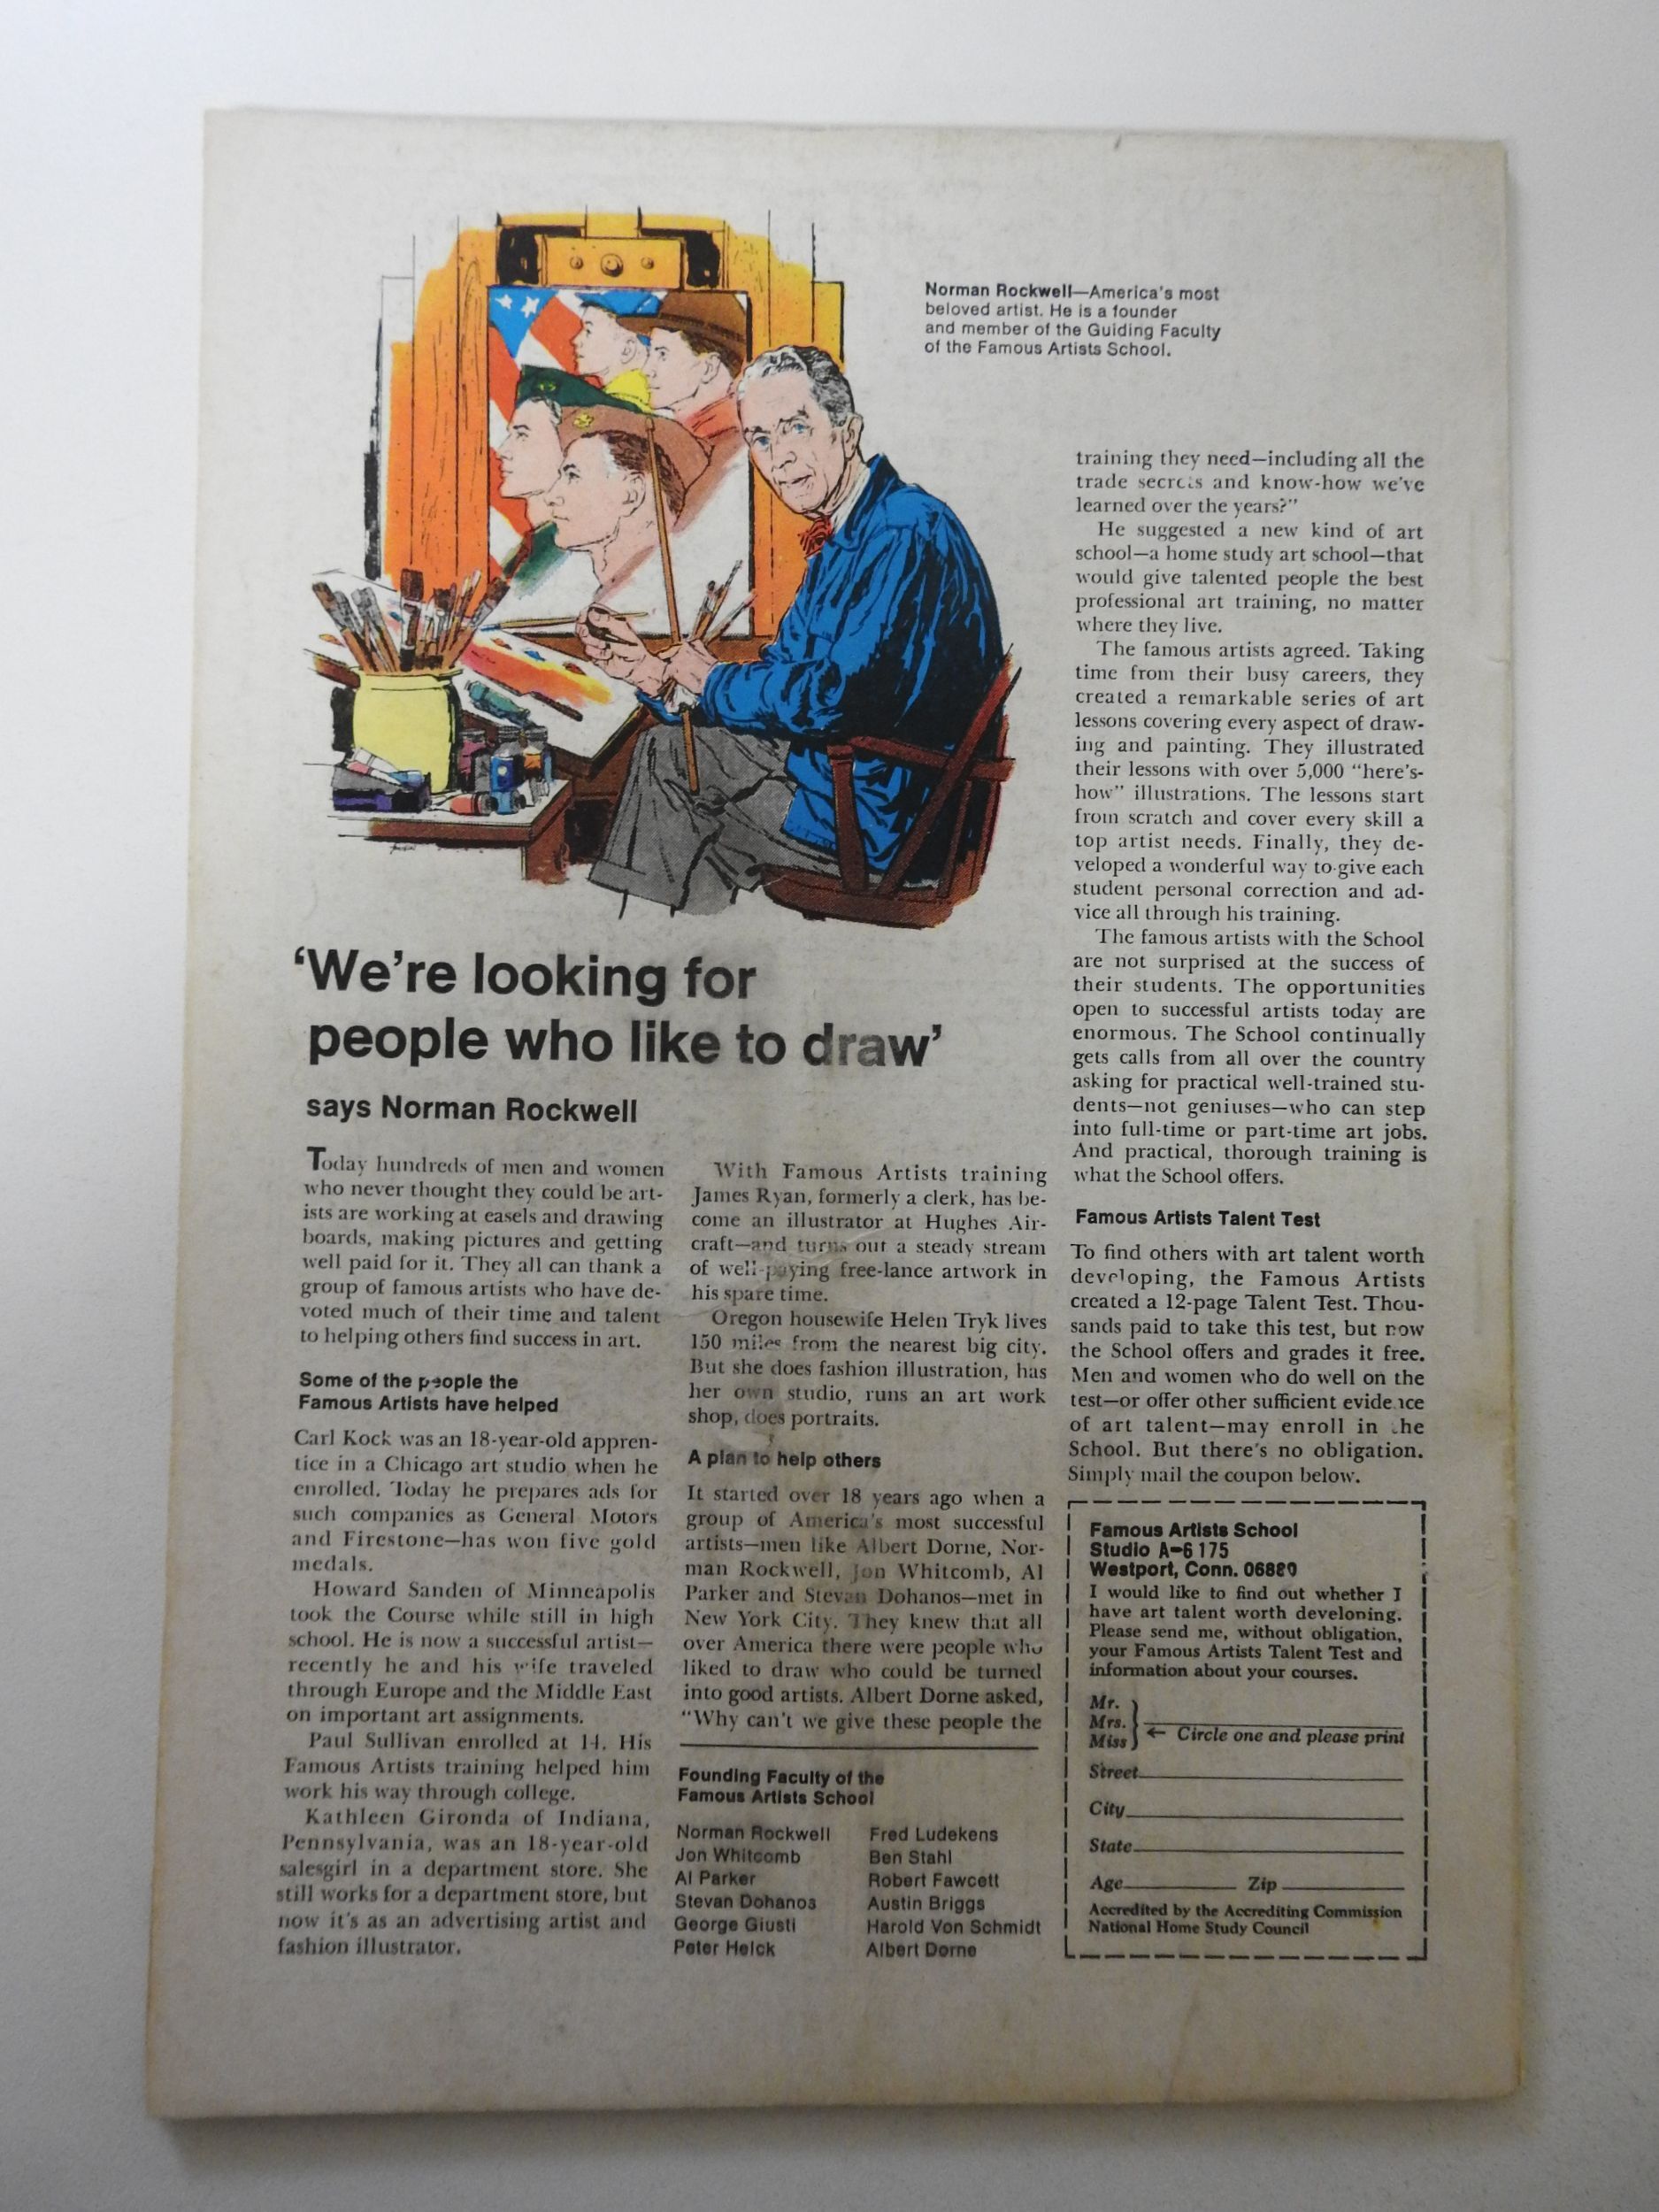 Norman Rockwell—America's most
beloved artist. He is a founder
and member of the Guiding Faculty
of the Famous Artists School.
'We're looking for
people who like to draw'
says Norman Rockwell
Today hundreds of men and women
who never thought they could be art-
ists are working at easels and drawing
boards, making pictures and getting
well paid for it. They all can thank a
group of famous artists who have de-
voted much of their time and talent
to helping others find success in art.
Some of the people the
Famous Artists have helped
Carl Kock was an 18-year-old appren-
tice in a Chicago art studio when he
enrolled. Today he prepares ads for
such companies as General Motors
and Firestone—has won five gold
medals.
Howard Sanden of Minneapolis
took the Course while still in high
school. He is now a successful artist—
recently he and his wife traveled
through Europe and the Middle East
on important art assignments.
Paul Sullivan enrolled at 14. His
Famous Artists training helped him
work his way through college.
Kathleen Gironda of Indiana,
Pennsylvania, was an 18-year-old
salesgirl in a department store. She
still works for a department store, but
now it's as an advertising artist and
fashion illustrator.
With Famous Artists training
James Ryan, formerly a clerk, has be-
come an illustrator at Hughes Air-
craft—and turns out a steady stream
of well-paying free-lance artwork in
his spare time.
Oregon housewife Helen Tryk lives
150 miles from the nearest big city.
But she does fashion illustration, has
her own studio, runs an art work
shop, does portraits.
A plan to help others
It started over 18 years ago when a
group of America's most successful
artists—men like Albert Dorne, Nor-
man Rockwell, Jon Whitcomb, Al
Parker and Stevan Dohanos—met in
New York City. They knew that all
over America there were people who
liked to draw who could be turned
into good artists. Albert Dorne asked,
"Why can't we give these people the
training they need—including all the
trade secrets and know-how we've
learned over the years?"
He suggested a new kind of art
school—a home study art school—that
would give talented people the best
professional art training, no matter
where they live.
The famous artists agreed. Taking
time from their busy careers, they
created a remarkable series of art
lessons covering every aspect of draw-
ing and painting. They illustrated
their lessons with over 5,000 "here's-
how" illustrations. The lessons start
from scratch and cover every skill a
top artist needs. Finally, they de-
veloped a wonderful way to give each
student personal correction and ad-
vice all through his training.
The famous artists with the School
are not surprised at the success of
their students. The opportunities
open to successful artists today are
enormous. The School continually
gets calls from all over the country
asking for practical well-trained stu-
dents—not geniuses—who can step
into full-time or part-time art jobs.
And practical, thorough training is
what the School offers.
Famous Artists Talent Test
To find others with art talent worth
developing, the Famous Artists
created a 12-page Talent Test. Thou-
sands paid to take this test, but now
the School offers and grades it free.
Men and women who do well on the
test—or offer other sufficient evidence
of art talent—may enroll in the
School. But there's no obligation.
Simply mail the coupon below.
Founding Faculty of the
Famous Artists School
Norman Rockwell
Jon Whitcomb
Al Parker
Stevan Dohanos
George Giusti
Peter Helck
Fred Ludekens
Ben Stahl
Robert Fawcett
Austin Briggs
Harold Von Schmidt
Albert Dorne
Famous Artists School
Studio A-6175
Westport, Conn. 06880
I would like to find out whether I
have art talent worth developing.
Please send me, without obligation,
your Famous Artists Talent Test and
information about your courses.
Mr.
Mrs.
Miss
← Circle one and please print
Street
City
State
Age Zip
Accredited by the Accrediting Commission
National Home Study Council